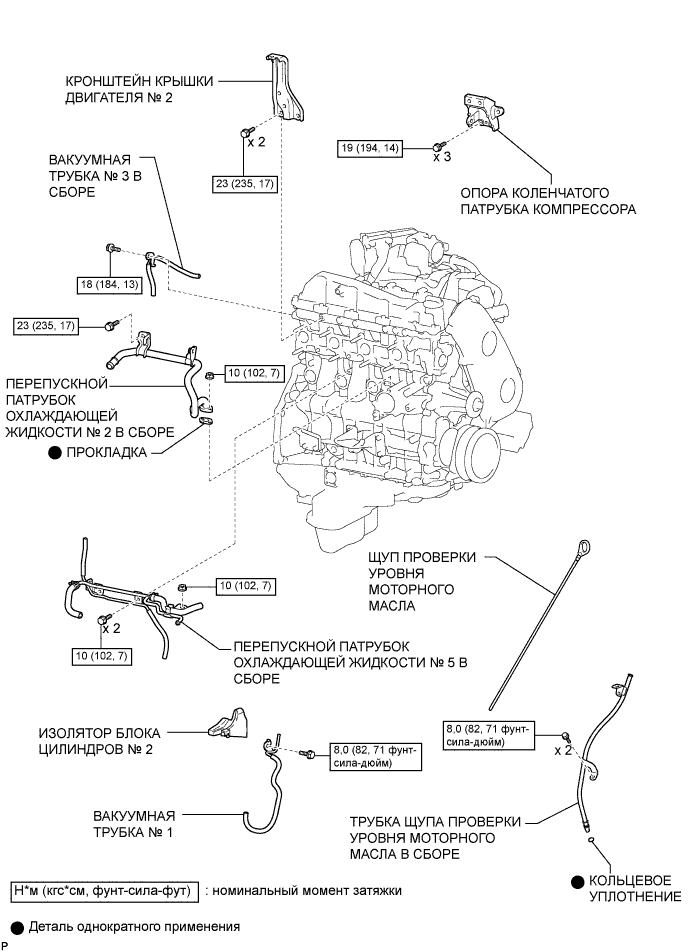 КРОНШТЕЙН КРЫШКИ
ДВИГАТЕЛЯ № 2
x 2
23 (235, 17)
19 (194, 14)
x 3
ОПОРА КОЛЕНЧАТОГО
ПАТРУБКА КОМПРЕССОРА
ВАКУУМНАЯ
ТРУБКА № 3 В
СБОРЕ
18 (184, 13)
23 (235, 17)
10 (102, 7)
ПЕРЕПУСКНОЙ
ПАТРУБОК
ОХЛАЖДАЮЩЕЙ
ЖИДКОСТИ № 2 В СБОРЕ
● ПРОКЛАДКА
ЩУП ПРОВЕРКИ
УРОВНЯ
МОТОРНОГО
МАСЛА
10 (102, 7)
x 2
10 (102, 7)
ПЕРЕПУСКНОЙ ПАТРУБОК
ОХЛАЖДАЮЩЕЙ ЖИДКОСТИ № 5 В
СБОРЕ
ИЗОЛЯТОР БЛОКА
ЦИЛИНДРОВ № 2
8,0 (82, 71 фунт-
сила-дюйм)
8,0 (82, 71 фунт-
сила-дюйм)
x 2
ВАКУУМНАЯ
ТРУБКА № 1
ТРУБКА ЩУПА ПРОВЕРКИ
УРОВНЯ МОТОРНОГО
МАСЛА В СБОРЕ
● КОЛЬЦЕВОЕ
УПЛОТНЕНИЕ
Н*м (кгс*см, фунт-сила-фут) : номинальный момент затяжки
● Деталь однократного применения
P